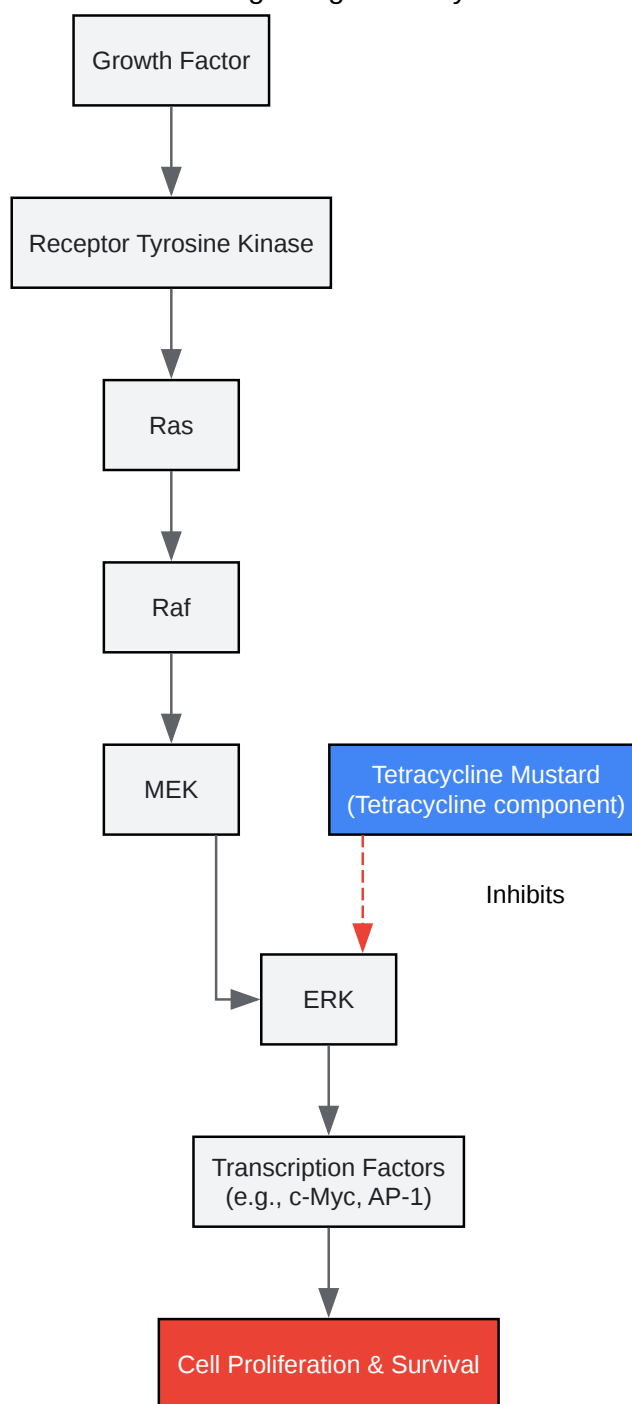 Growth Factor
Receptor Tyrosine Kinase
Ras
Raf
MEK
Tetracycline Mustard
(Tetracycline component)
Inhibits
ERK
Transcription Factors
(e.g., c-Myc, AP-1)
Cell Proliferation & Survival